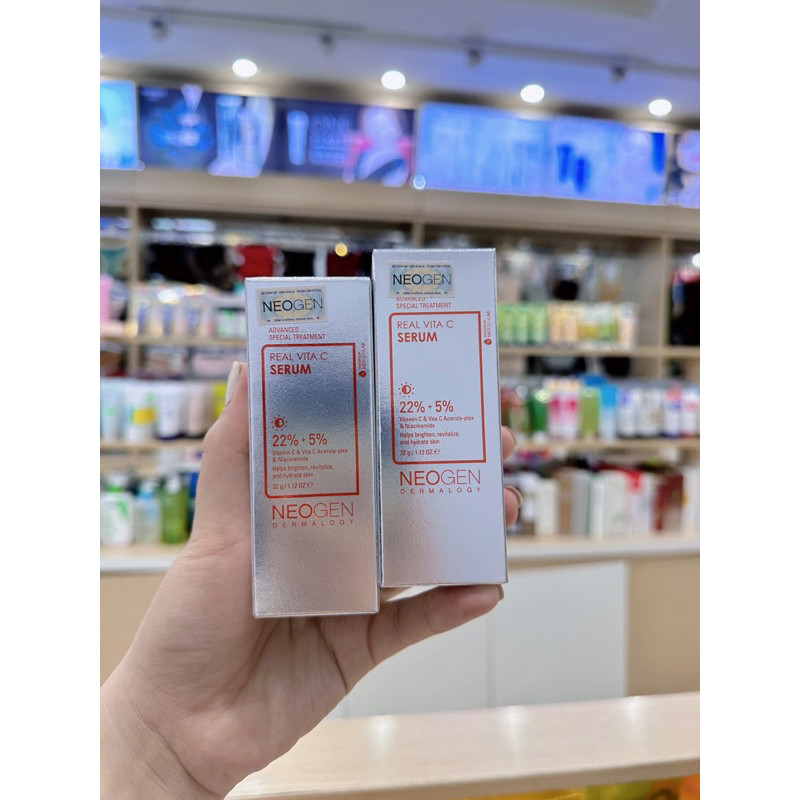 NEOGEN
ADVANCED
SPECIAL TREATMENT
REAL VITA C
SERUM
22% + 5%
Vitamin C & Vita C Acerola-plex
& Niacinamide
Helps brighten, revitalize,
and hydrate skin
32 g / 1.12 OZ.e
NEOGEN
DERMALOGY
NEOGEN
ADVANCED
SPECIAL TREATMENT
REAL VITA C
SERUM
22% + 5%
Vitamin C & Vita C Acerola-plex
& Niacinamide
Helps brighten, revitalize,
and hydrate skin
32 g / 1.12 OZ.e
NEOGEN
DERMALOGY